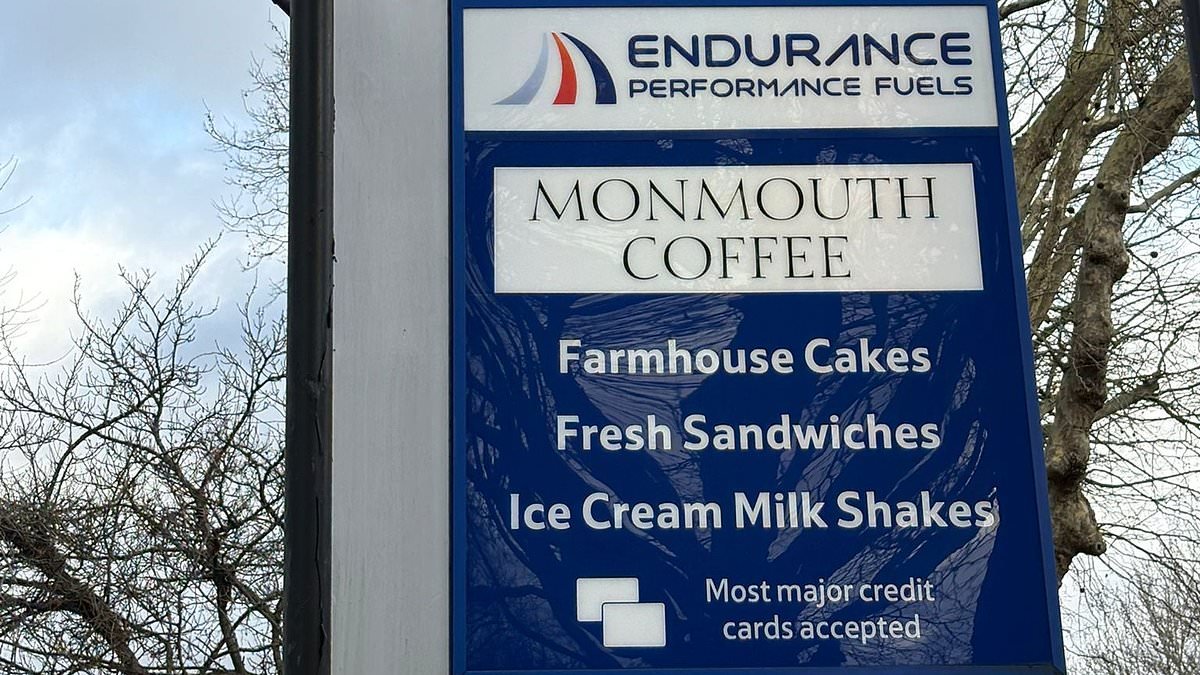 ENDURANCE
PERFORMANCE FUELS
MONMOUTH
COFFEE
Farmhouse Cakes
Fresh Sandwiches
Ice Cream Milk Shakes
Most major credit
cards accepted